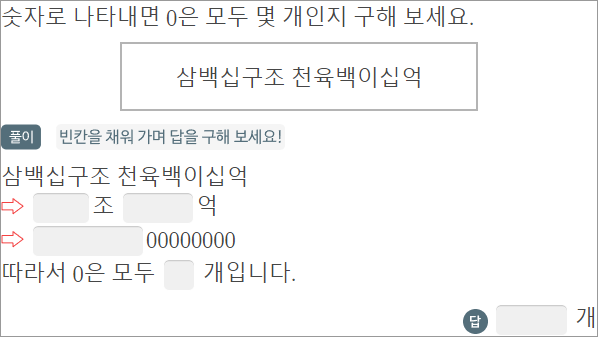 숫자로 나타내면 0은 모두 몇 개인지 구해 보세요.
삼백십구조 천육백이십억
풀이 빈칸을 채워 가며 답을 구해 보세요!
삼백십구조 천육백이십억
⇨ 조 억
⇨ 00000000
따라서 0은 모두 개입니다.
답 개